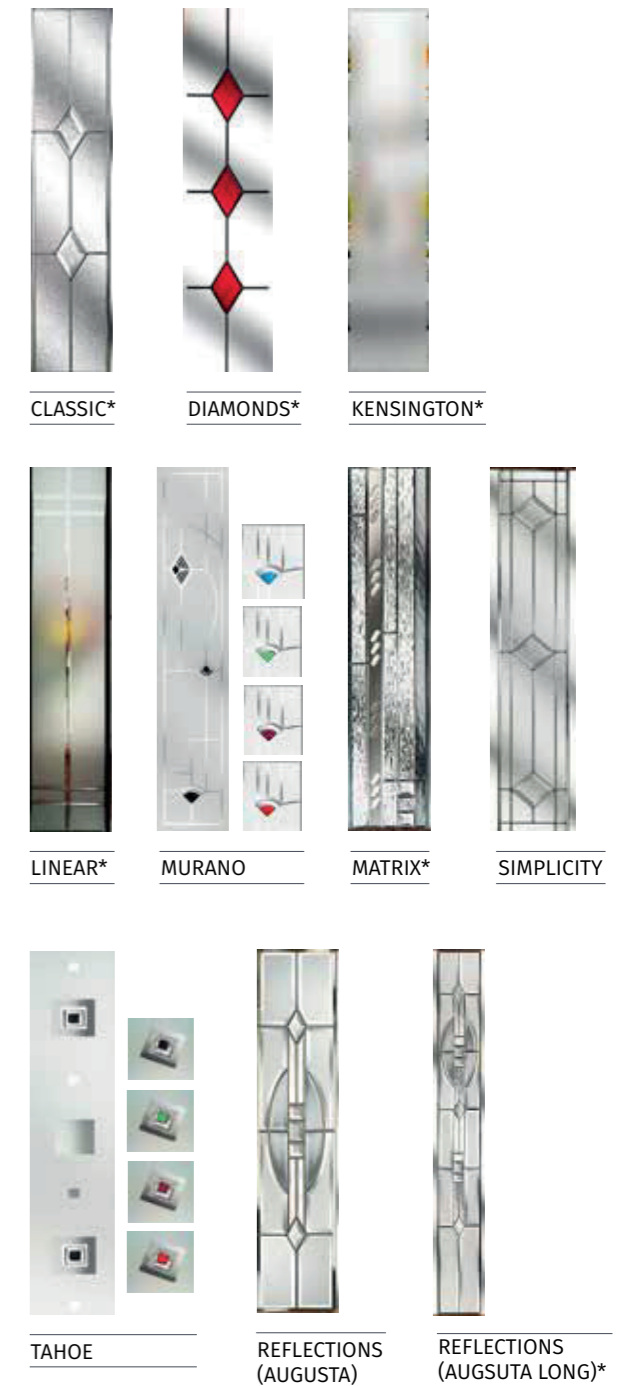 CLASSIC*
DIAMONDS*
KENSINGTON*
LINEAR*
MURANO
MATRIX*
SIMPLICITY
TAHOE
REFLECTIONS
(AUGUSTA)
REFLECTIONS
(AUGSUTA LONG)*